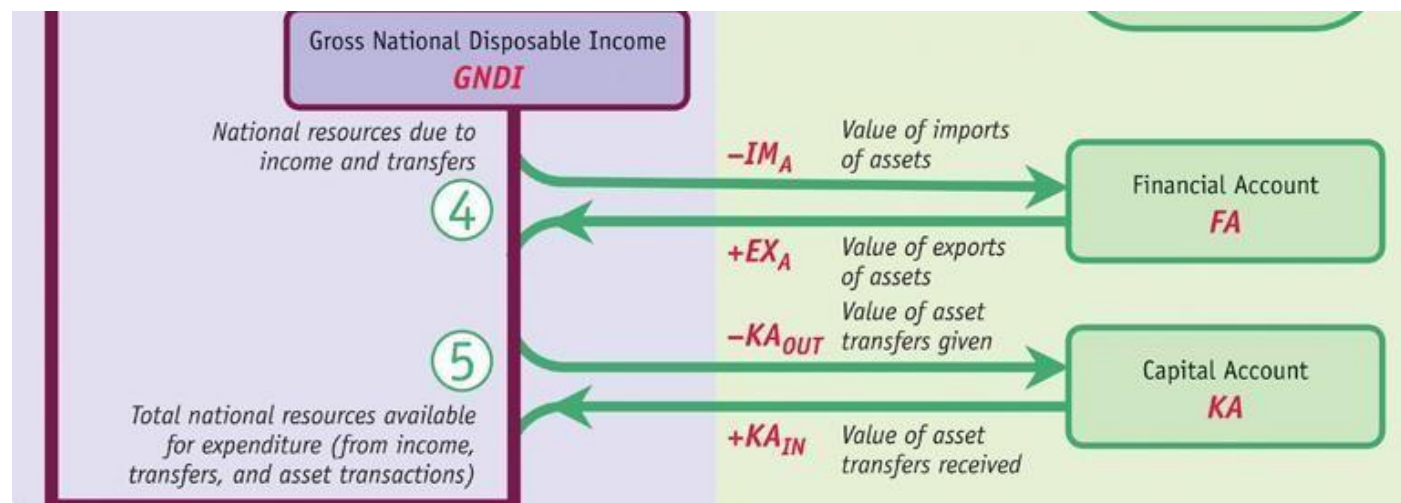 Gross National Disposable Income
GNDI
National resources due to
income and transfers
4
–IMA
Value of imports
of assets
Financial Account
FA
+EXA
Value of exports
of assets
–KAOUT
Value of asset
transfers given
5
Capital Account
KA
Total national resources available
for expenditure (from income,
transfers, and asset transactions)
+KAIN
Value of asset
transfers received